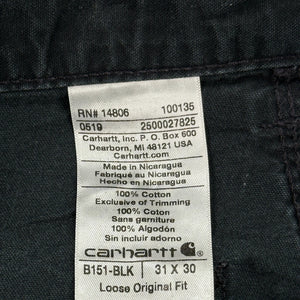 RN# 14806 100135
0519 2500027825
Carhartt, Inc. P. O. Box 600
Dearborn, MI 48121 USA
Carhartt.com
Made in Nicaragua
Fabriqué au Nicaragua
Hecho en Nicaragua
100% Cotton
Exclusive of Trimming
100% Coton
Sans garniture
100% Algodón
Sin incluir adorno
carhartt
B151-BLK 31 X 30
Loose Original Fit